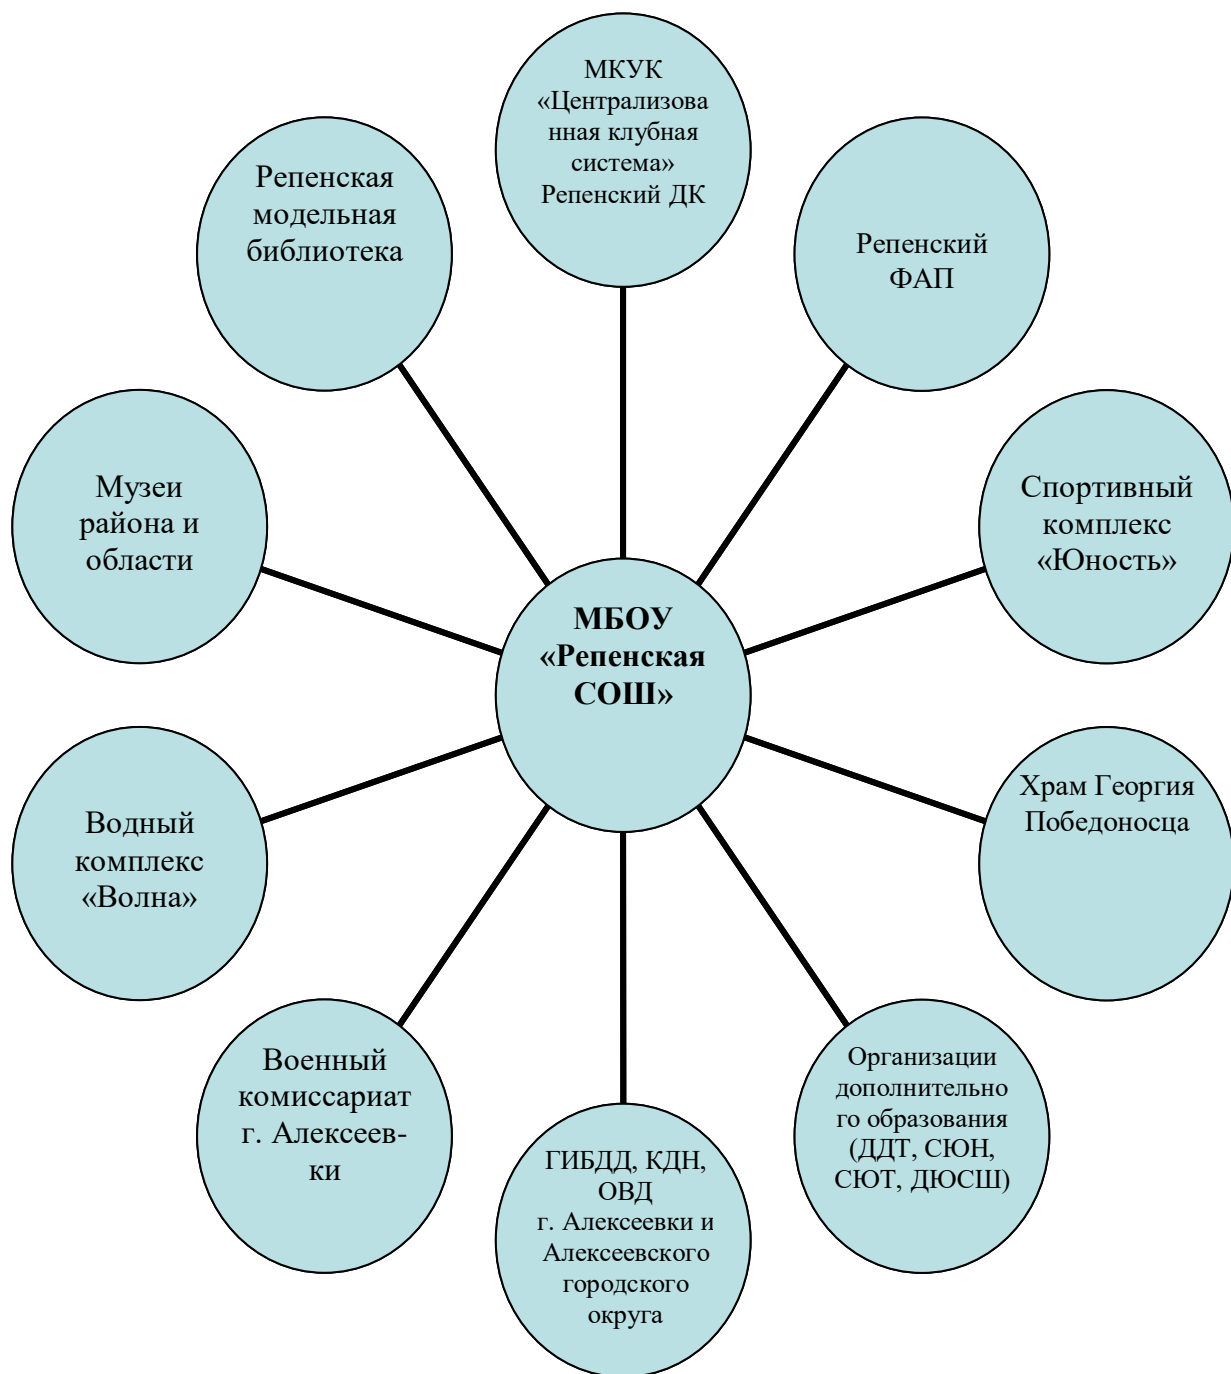 МКУК
«Централизова
нная клубная
система»
Репенский ДК
Репенская
модельная
библиотека
Репенский
ФАП
Музеи
района и
области
Спортивный
комплекс
«Юность»
МБОУ
«Репенская
СОШ»
Водный
комплекс
«Волна»
Храм Георгия
Победоносца
Военный
комиссариат
г. Алексеев-
ки
ГИБДД, КДН,
ОВД
г. Алексеевки и
Алексеевского
городского
округа
Организации
дополнительно
го образования
(ДДТ, СЮН,
СЮТ, ДЮСШ)